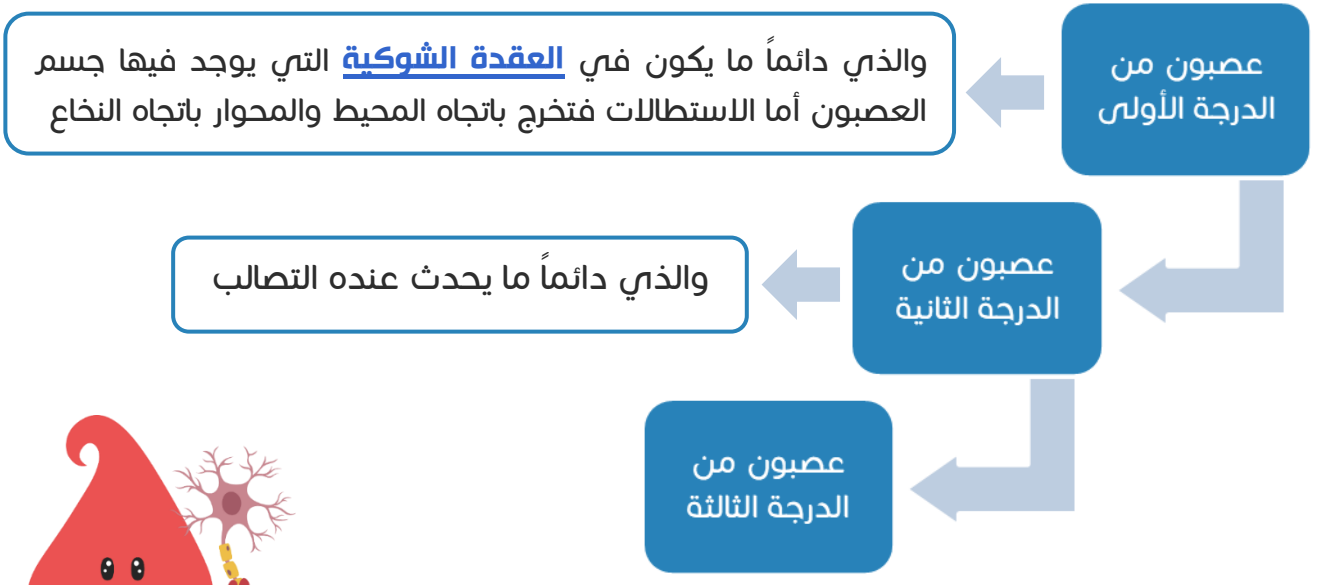 عصبون من
الدرجة الأولى
والذي دائماً ما يكون في العقدة الشوكية التي يوجد فيها جسم
العصبون أما الاستطالات فتخرج باتجاه المحيط والمحوار باتجاه النخاع
عصبون من
الدرجة الثانية
والذي دائماً ما يحدث عنده التصالب
عصبون من
الدرجة الثالثة